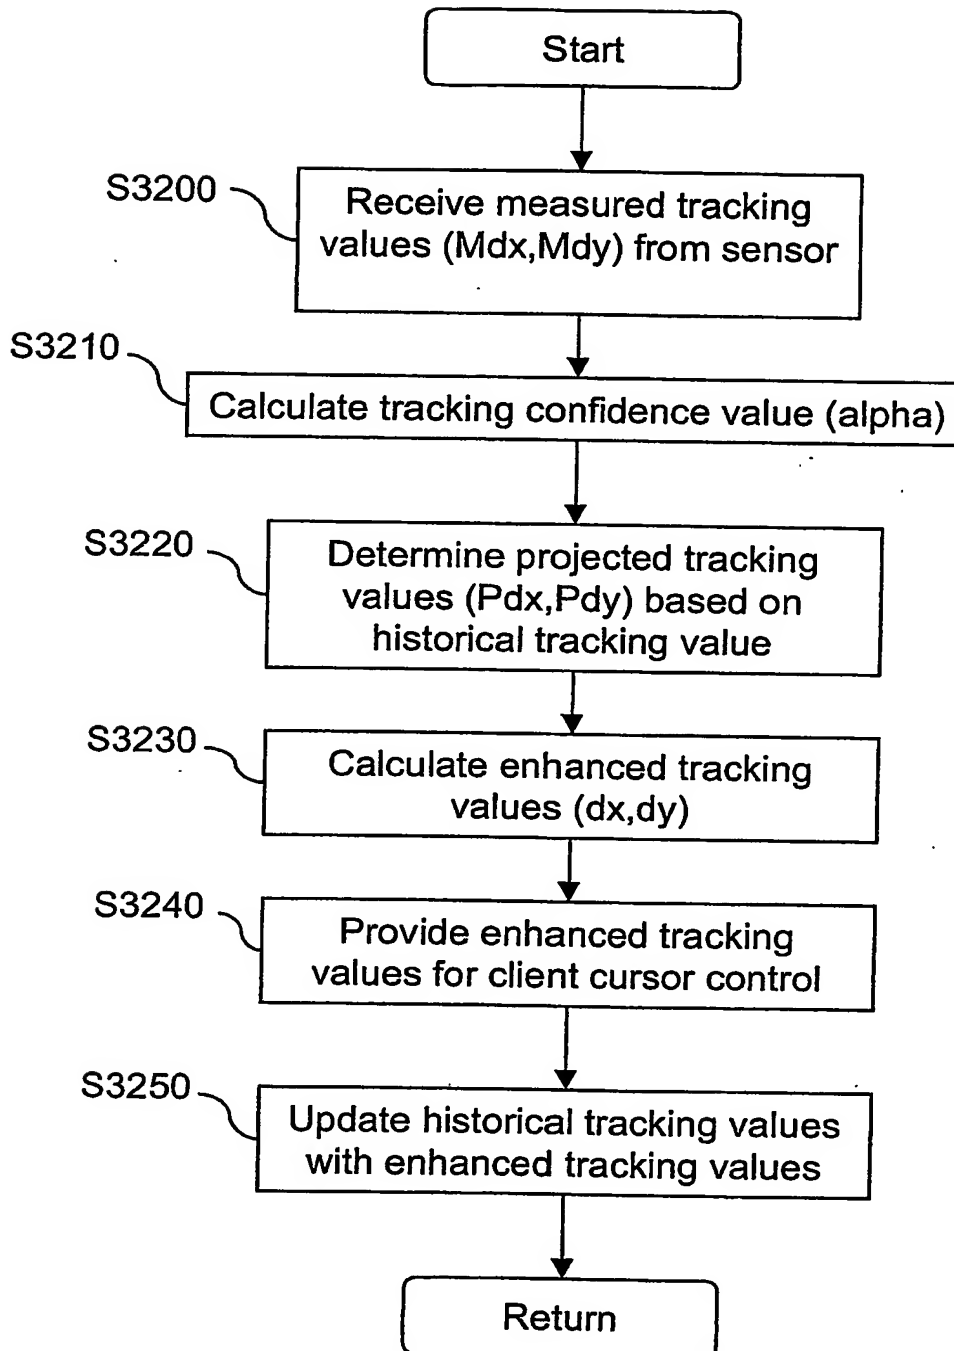 Start
S3200
Receive measured tracking
values (Mdx,Mdy) from sensor
S3210
Calculate tracking confidence value (alpha)
S3220
Determine projected tracking
values (Pdx,Pdy) based on
historical tracking value
S3230
Calculate enhanced tracking
values (dx,dy)
S3240
Provide enhanced tracking
values for client cursor control
S3250
Update historical tracking values
with enhanced tracking values
Return